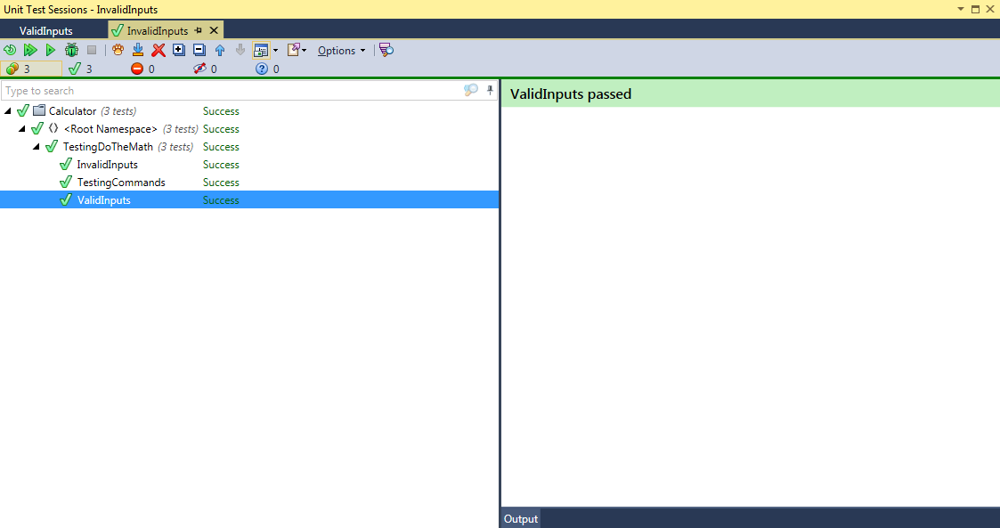 Unit Test Sessions - InvalidInputs
ValidInputs InvalidInputs
Options
3 3 0 0 0
Type to search
ValidInputs passed
Calculator (3 tests) Success
<Root Namespace> (3 tests) Success
TestingDoTheMath (3 tests) Success
InvalidInputs Success
TestingCommands Success
ValidInputs Success
Output